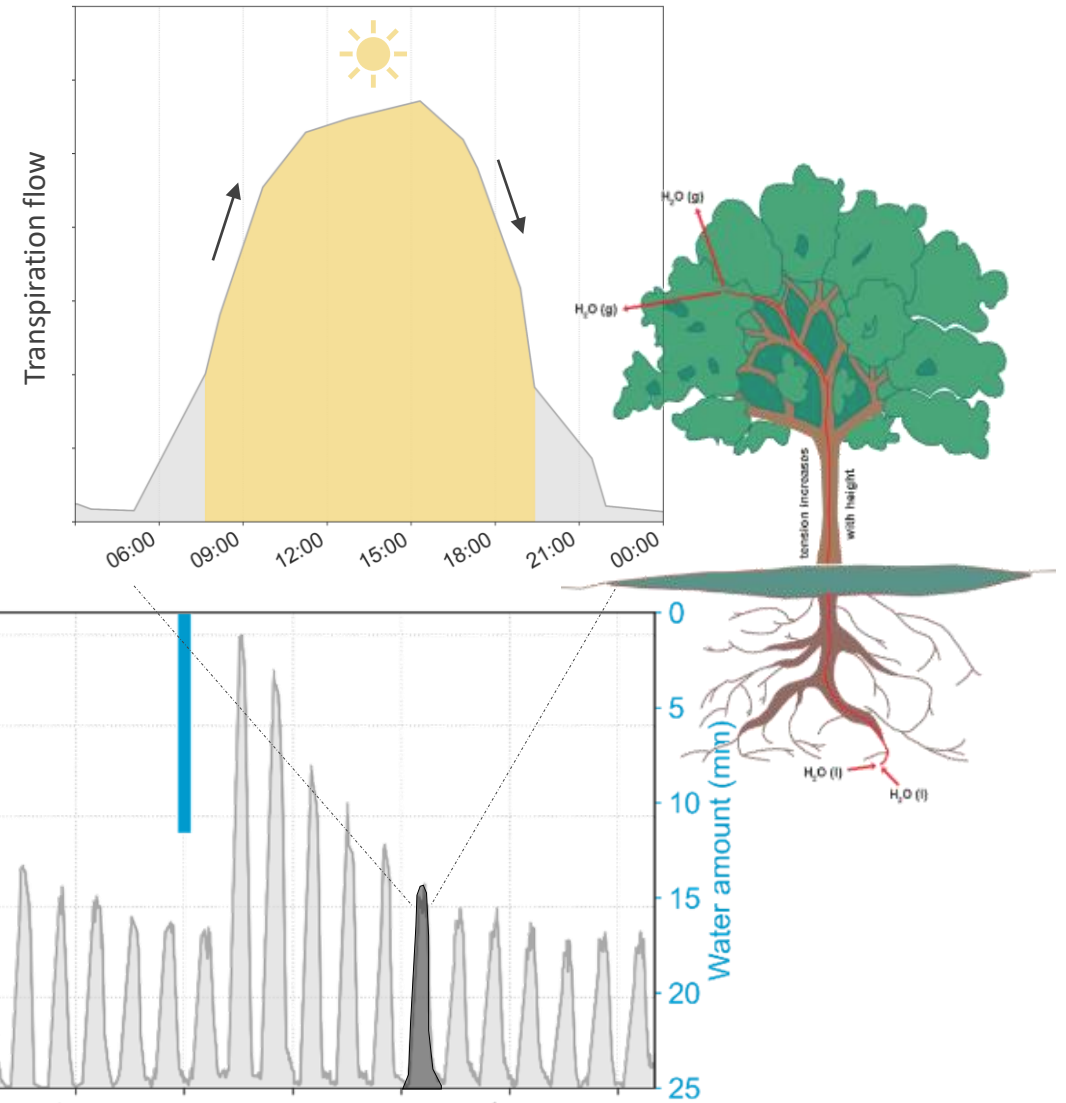 Transpiration flow
06:00
09:00
12:00
15:00
18:00
21:00
00:00
H₂O (g)
H₂O (g)
tension increases
with height
H₂O (l)
H₂O (l)
0
5
10
15
20
25
Water amount (mm)